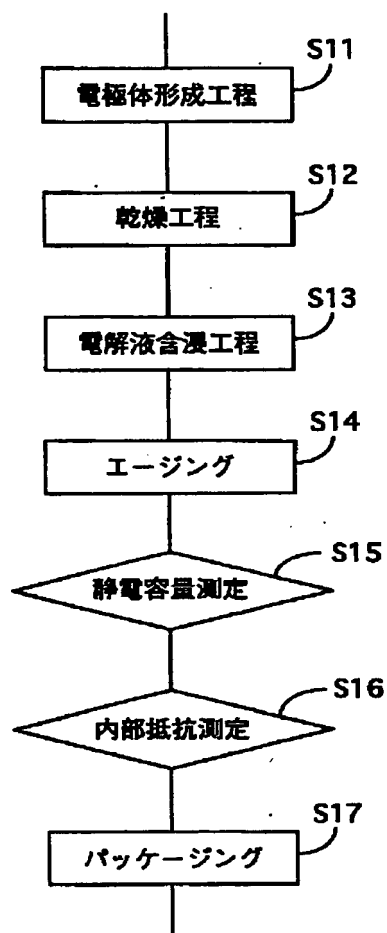 S11
電極体形成工程
S12
乾燥工程
S13
電解液含浸工程
S14
エージング
S15
静電容量測定
S16
内部抵抗測定
S17
パッケージング